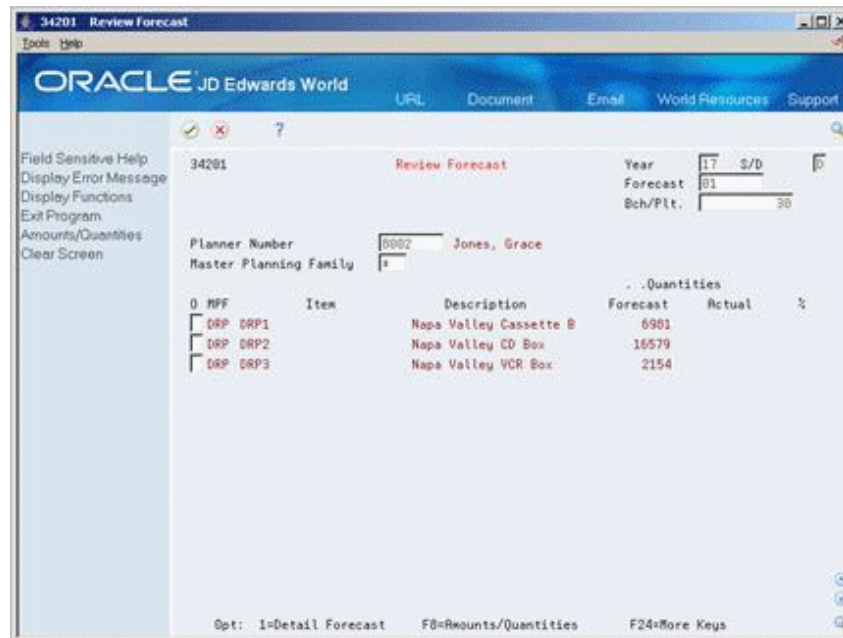 34201 Review Forecast
Tools Help
ORACLE JD Edwards World
URL Document Email World Resources Support
?
Field Sensitive Help
Display Error Message
Display Functions
Exit Program
Amounts/Quantities
Clear Screen
34201 Review Forecast Year 17 S/D D
Forecast 01
Bch/Plt. 30
Planner Number 8002 Jones, Grace
Master Planning Family *
. .Quantities
O MPF Item Description Forecast Actual %
DRP DRP1 Napa Valley Cassette B 6981
DRP DRP2 Napa Valley CD Box 16579
DRP DRP3 Napa Valley VCR Box 2154
Opt: 1=Detail Forecast F8=Amounts/Quantities F24=More Keys